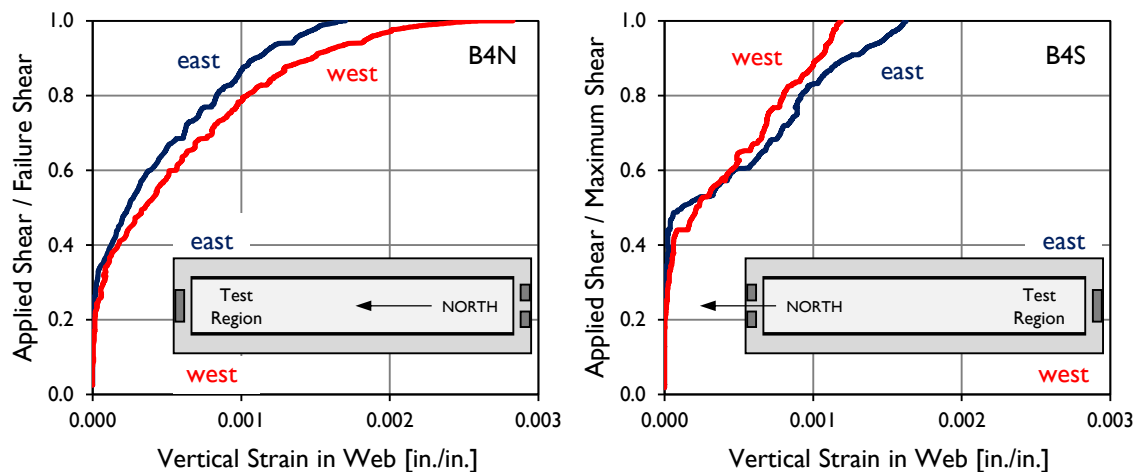 Applied Shear / Failure Shear
1.0
0.8
0.6
0.4
0.2
0.0
east
west
B4N
east
Test
Region
NORTH
west
0.000
0.001
0.002
0.003
Vertical Strain in Web [in./in.]
Applied Shear / Maximum Shear
1.0
0.8
0.6
0.4
0.2
0.0
west
east
B4S
east
NORTH
Test
Region
west
0.000
0.001
0.002
0.003
Vertical Strain in Web [in./in.]